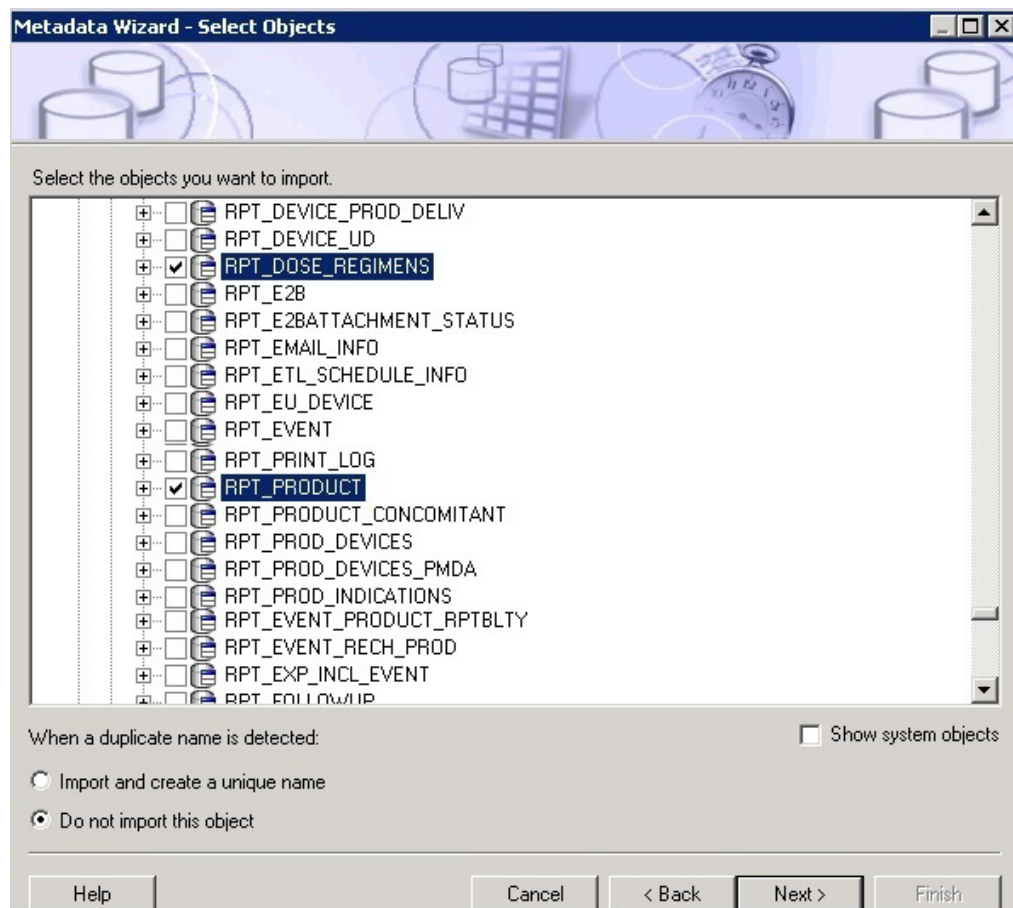 Metadata Wizard - Select Objects
Select the objects you want to import.
RPT_DEVICE_PROD_DELIV
RPT_DEVICE_UD
RPT_DOSE_REGIMENS
RPT_E2B
RPT_E2BATTACHMENT_STATUS
RPT_EMAIL_INFO
RPT_ETL_SCHEDULE_INFO
RPT_EU_DEVICE
RPT_EVENT
RPT_PRINT_LOG
RPT_PRODUCT
RPT_PRODUCT_CONCOMITANT
RPT_PROD_DEVICES
RPT_PROD_DEVICES_PMDA
RPT_PROD_INDICATIONS
RPT_EVENT_PRODUCT_RPTBLTY
RPT_EVENT_RECH_PROD
RPT_EXP_INCL_EVENT
RPT_FOLLOWUP
When a duplicate name is detected:
Show system objects
Import and create a unique name
Do not import this object
Help
Cancel
< Back
Next >
Finish